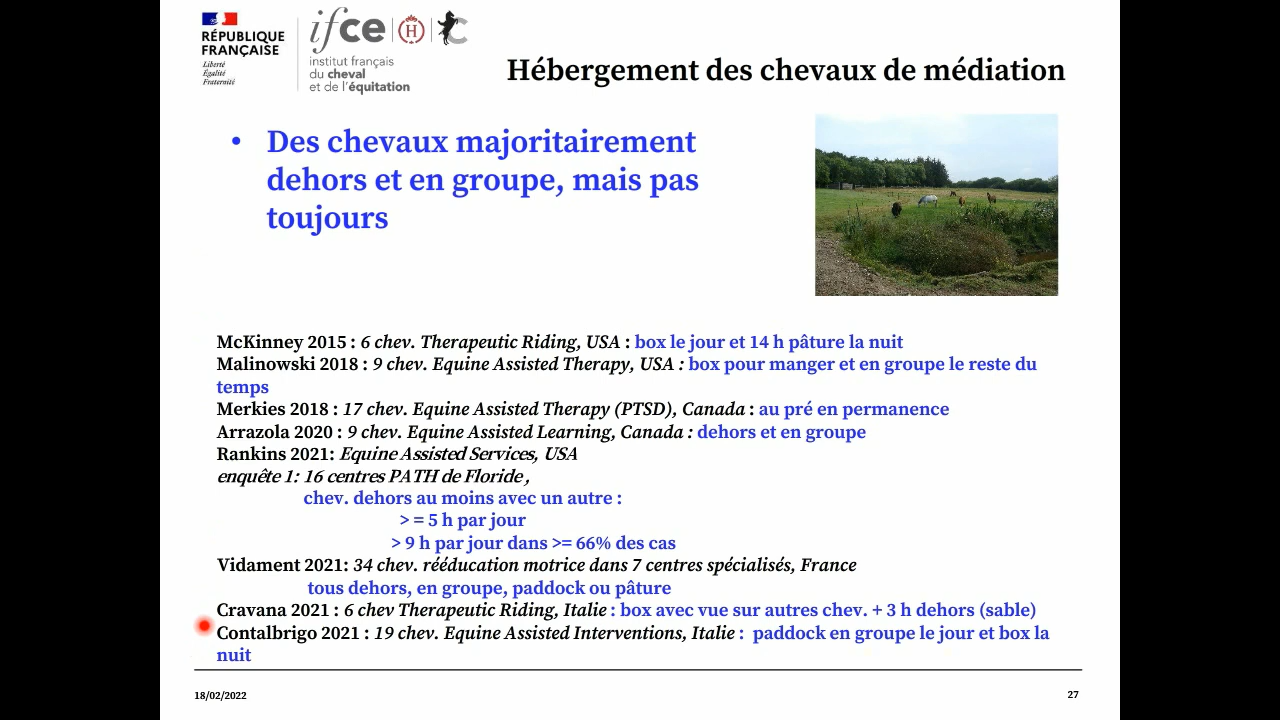 RÉPUBLIQUE
FRANÇAISE
Liberté
Égalité
Fraternité
ifce
H
institut français
du cheval
et de l'équitation
Hébergement des chevaux de médiation
• Des chevaux majoritairement
dehors et en groupe, mais pas
toujours
McKinney 2015 : 6 chev. Therapeutic Riding, USA : box le jour et 14 h pâture la nuit
Malinowski 2018 : 9 chev. Equine Assisted Therapy, USA : box pour manger et en groupe le reste du
temps
Merkies 2018 : 17 chev. Equine Assisted Therapy (PTSD), Canada : au pré en permanence
Arrazola 2020 : 9 chev. Equine Assisted Learning, Canada : dehors et en groupe
Rankins 2021: Equine Assisted Services, USA
enquête 1: 16 centres PATH de Floride ,
chev. dehors au moins avec un autre :
> = 5 h par jour
> 9 h par jour dans >= 66% des cas
Vidament 2021: 34 chev. rééducation motrice dans 7 centres spécialisés, France
tous dehors, en groupe, paddock ou pâture
Cravana 2021 : 6 chev Therapeutic Riding, Italie : box avec vue sur autres chev. + 3 h dehors (sable)
Contalbrigo 2021 : 19 chev. Equine Assisted Interventions, Italie : paddock en groupe le jour et box la
nuit
18/02/2022
27